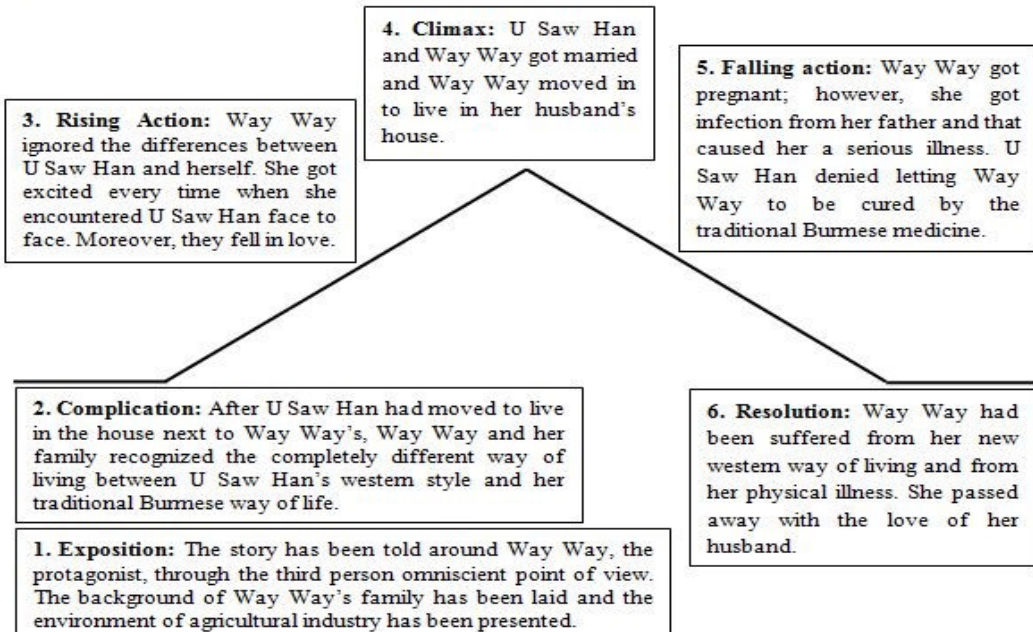 4. Climax: U Saw Han
and Way Way got married
and Way Way moved in
to live in her husband's
house.
3. Rising Action: Way Way
ignored the differences between
U Saw Han and herself. She got
excited every time when she
encountered U Saw Han face to
face. Moreover, they fell in love.
5. Falling action: Way Way got
pregnant; however, she got
infection from her father and that
caused her a serious illness. U
Saw Han denied letting Way
Way to be cured by the
traditional Burmese medicine.
2. Complication: After U Saw Han had moved to live
in the house next to Way Way's, Way Way and her
family recognized the completely different way of
living between U Saw Han's western style and her
traditional Burmese way of life.
6. Resolution: Way Way had
been suffered from her new
western way of living and from
her physical illness. She passed
away with the love of her
husband.
1. Exposition: The story has been told around Way Way, the
protagonist, through the third person omniscient point of view.
The background of Way Way's family has been laid and the
environment of agricultural industry has been presented.